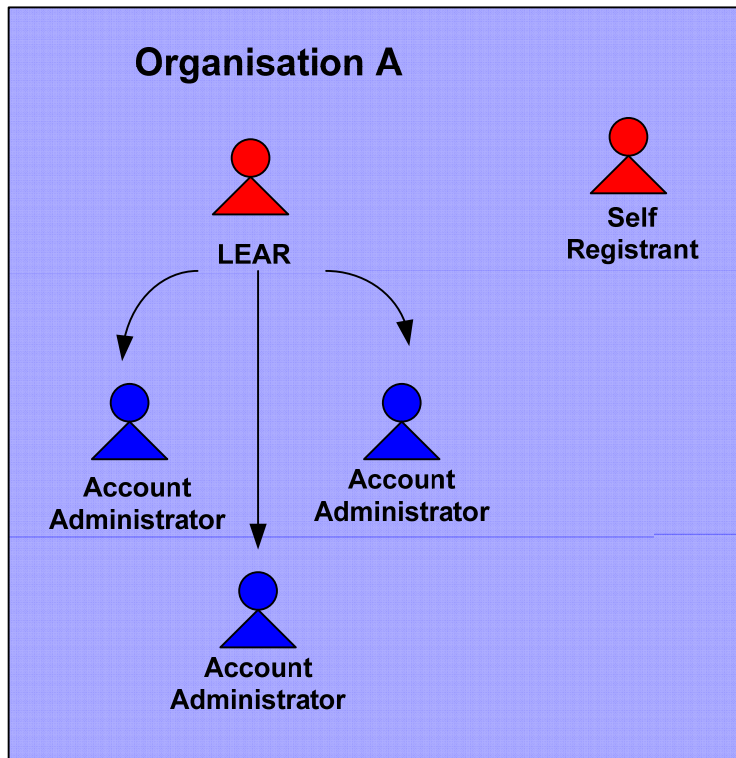 Organisation A
LEAR
Self
Registrant
Account
Administrator
Account
Administrator
Account
Administrator